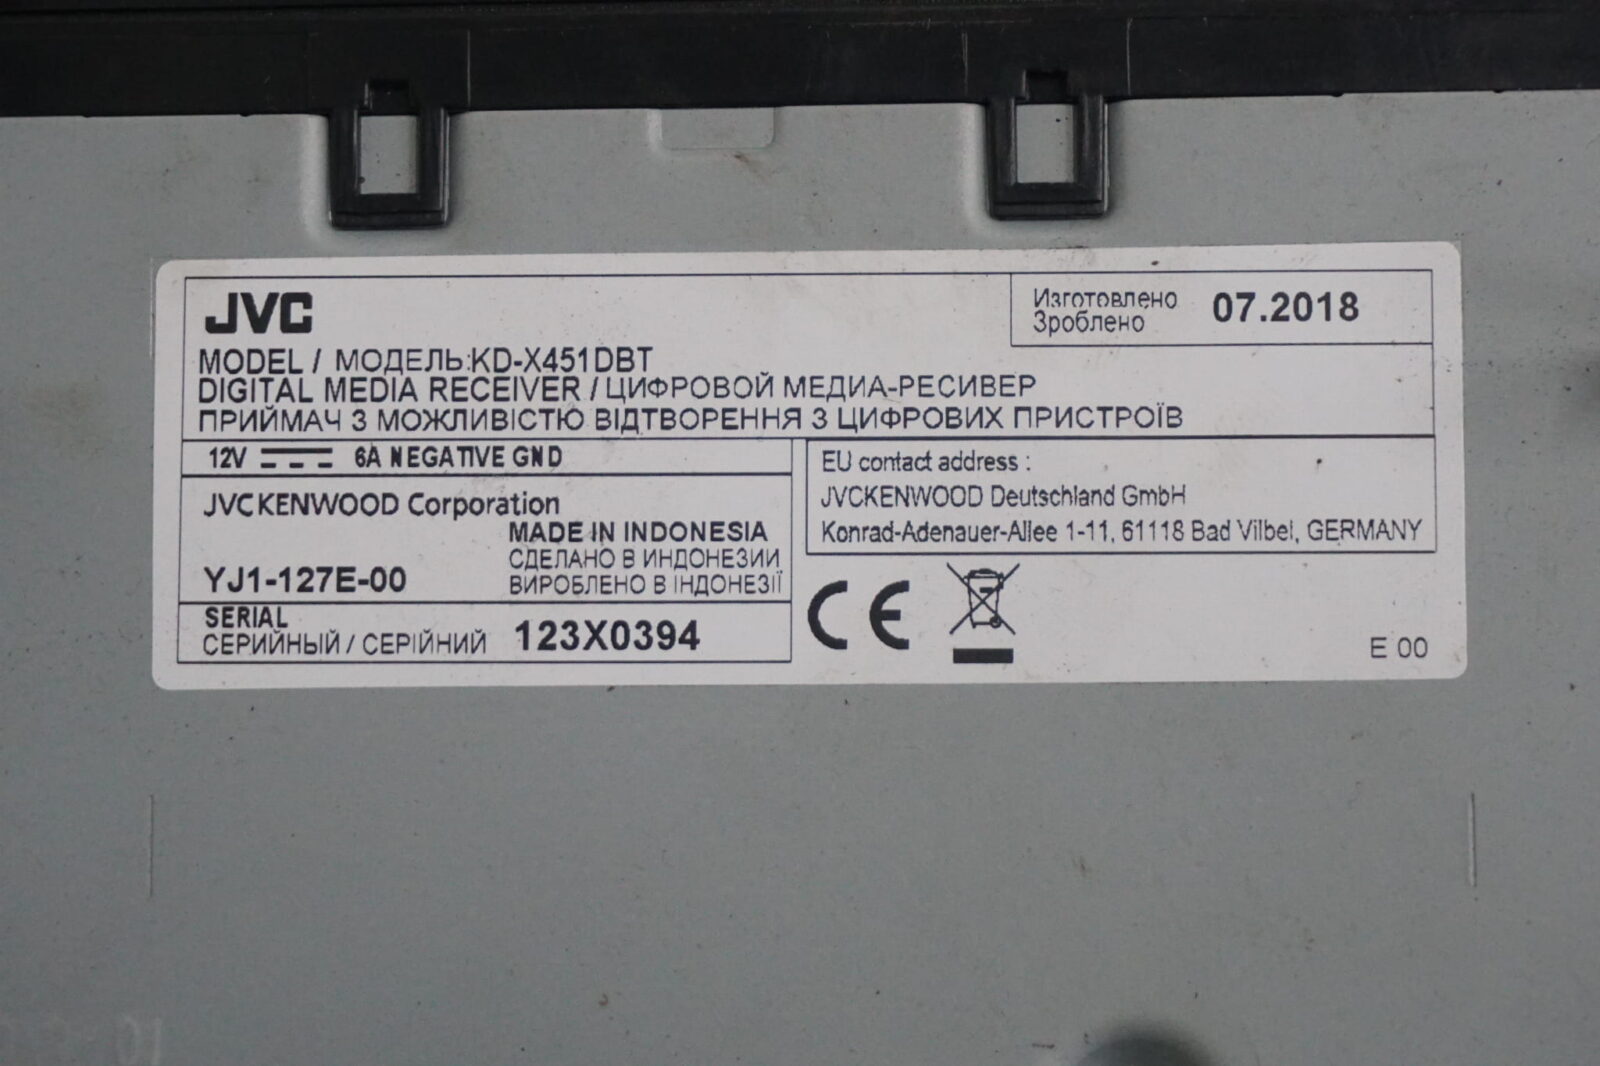 JVC
Изготовлено
Зроблено
07.2018
MODEL / МОДЕЛЬ:KD-X451DBT
DIGITAL MEDIA RECEIVER / ЦИФРОВОЙ МЕДИА-РЕСИВЕР
ПРИЙМАЧ З МОЖЛИВІСТЮ ВІДТВОРЕННЯ З ЦИФРОВИХ ПРИСТРОЇВ
12V 6A NEGATIVE GND
JVCKENWOOD Corporation
MADE IN INDONESIA
СДЕЛАНО В ИНДОНЕЗИИ
YJ1-127E-00
ВИРОБЛЕНО В ІНДОНЕЗІЇ
SERIAL
СЕРИЙНЫЙ / СЕРІЙНИЙ 123X0394
EU contact address :
JVCKENWOOD Deutschland GmbH
Konrad-Adenauer-Allee 1-11, 61118 Bad Vilbel, GERMANY
CE
E 00